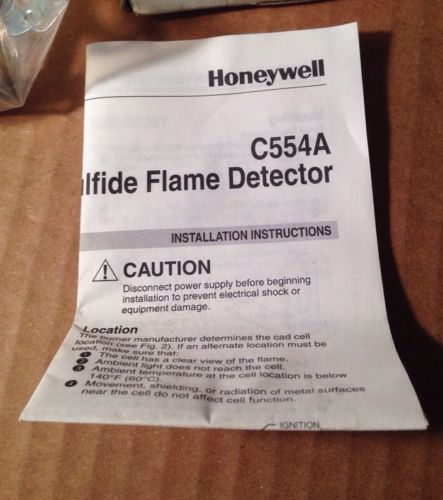 Honeywell
C554A
lfide Flame Detector
INSTALLATION INSTRUCTIONS
CAUTION
Disconnect power supply before beginning
installation to prevent electrical shock or
equipment damage.
Location
The burner manufacturer determines the cad cell
location (see Fig. 2). If an alternate location must be
used, make sure that:
1 The cell has a clear view of the flame.
2 Ambient light does not reach the cell.
3 Ambient temperature at the cell location is below
140°F (60°C).
4 Movement, shielding, or radiation of metal surfaces
near the cell do not affect cell function.
IGNITION